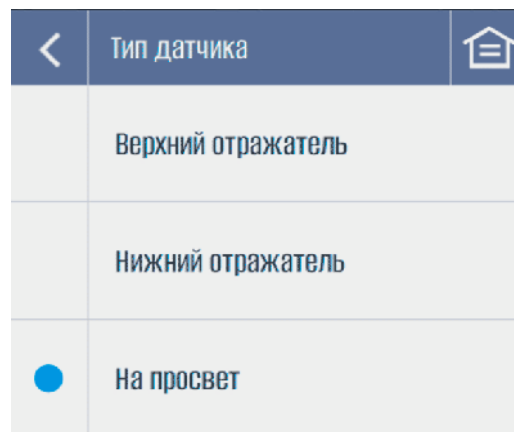 Тип датчика
Верхний отражатель
Нижний отражатель
На просвет